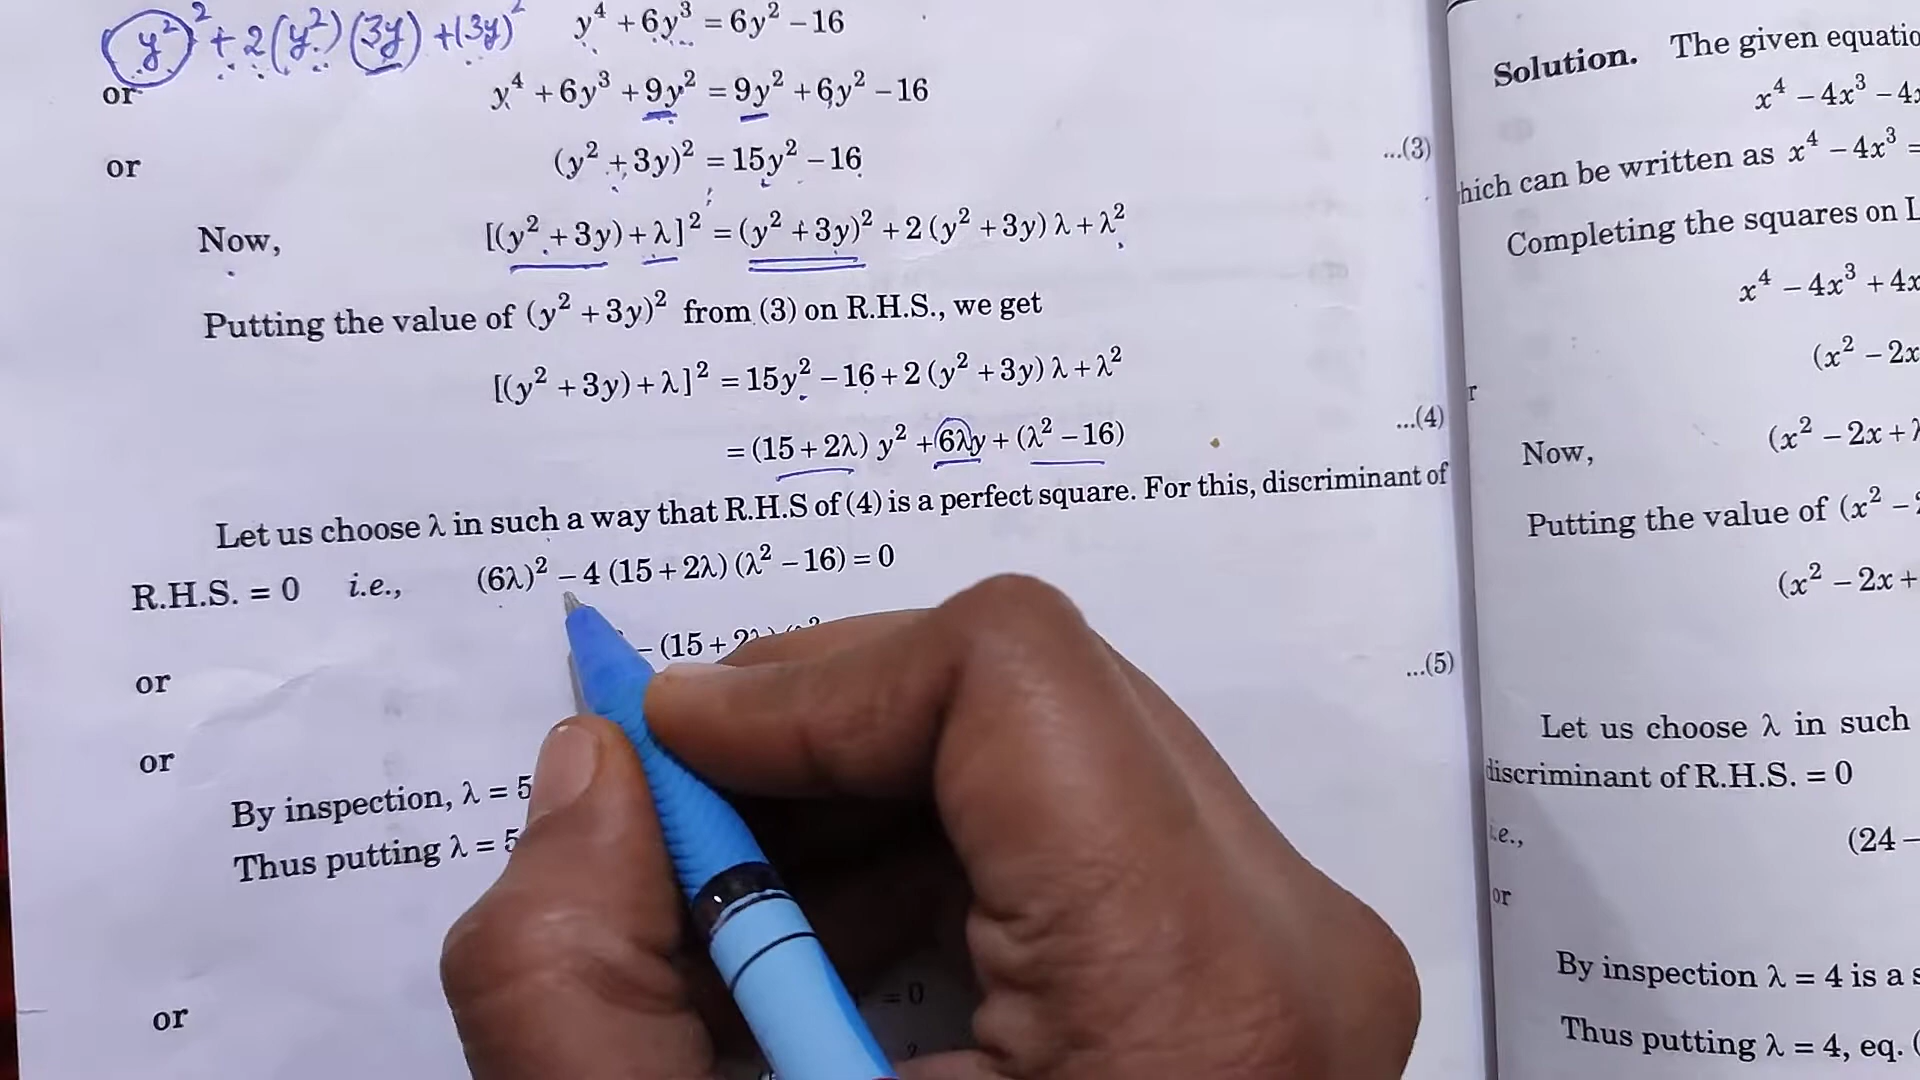 (y²)² + 2(y²)(3y) + (3y)²
y⁴ + 6y³ = 6y² – 16
or y⁴ + 6y³ + 9y² = 9y² + 6y² – 16
or (y² + 3y)² = 15y² – 16 ...(3)
Now, [(y² + 3y) + λ]² = (y² + 3y)² + 2 (y² + 3y) λ + λ²
Putting the value of (y² + 3y)² from (3) on R.H.S., we get
[(y² + 3y) + λ]² = 15y² – 16 + 2 (y² + 3y) λ + λ²
= (15 + 2λ) y² + 6λy + (λ² – 16) ...(4)
Let us choose λ in such a way that R.H.S of (4) is a perfect square. For this, discriminant of
R.H.S. = 0 i.e., (6λ)² – 4 (15 + 2λ) (λ² – 16) = 0
or – (15 + 2λ) ...(5)
or
By inspection, λ = 5
Thus putting λ = 5
= 0
or
Solution. The given
x⁴ – 4x³ – 4
which can be written as x⁴ – 4x³ =
Completing the squares on
x⁴ – 4x³ + 4x
(x² – 2x
Now, (x² – 2x +
Putting the value of (x² –
(x² – 2x +
Let us choose λ in such
discriminant of R.H.S. = 0
i.e., (24 –
or
By inspection λ = 4 is a
Thus putting λ = 4, eq. (